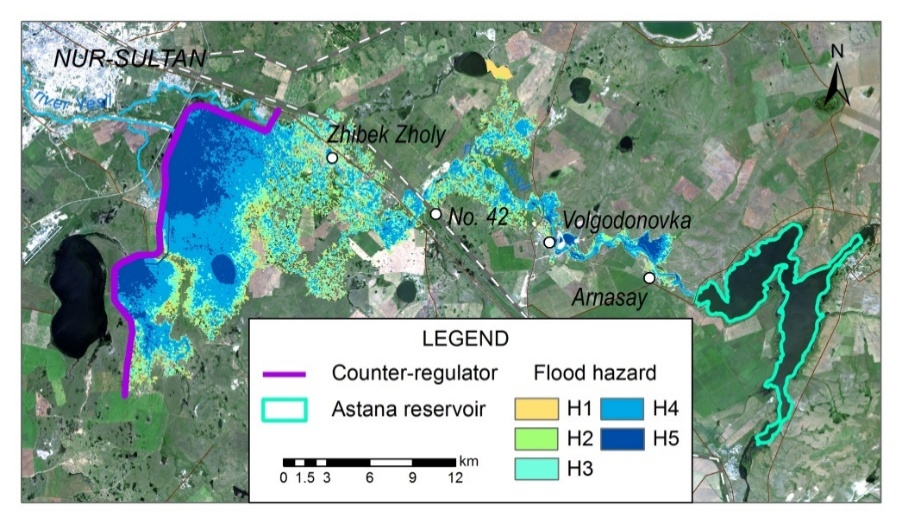 NUR-SULTAN
N
river Yesil
Zhibek Zholy
No. 42
Volgodonovka
Arnasay
LEGEND
Counter-regulator
Flood hazard
Astana reservoir
H1
H4
H2
H5
H3
km
0 1.5 3 6 9 12